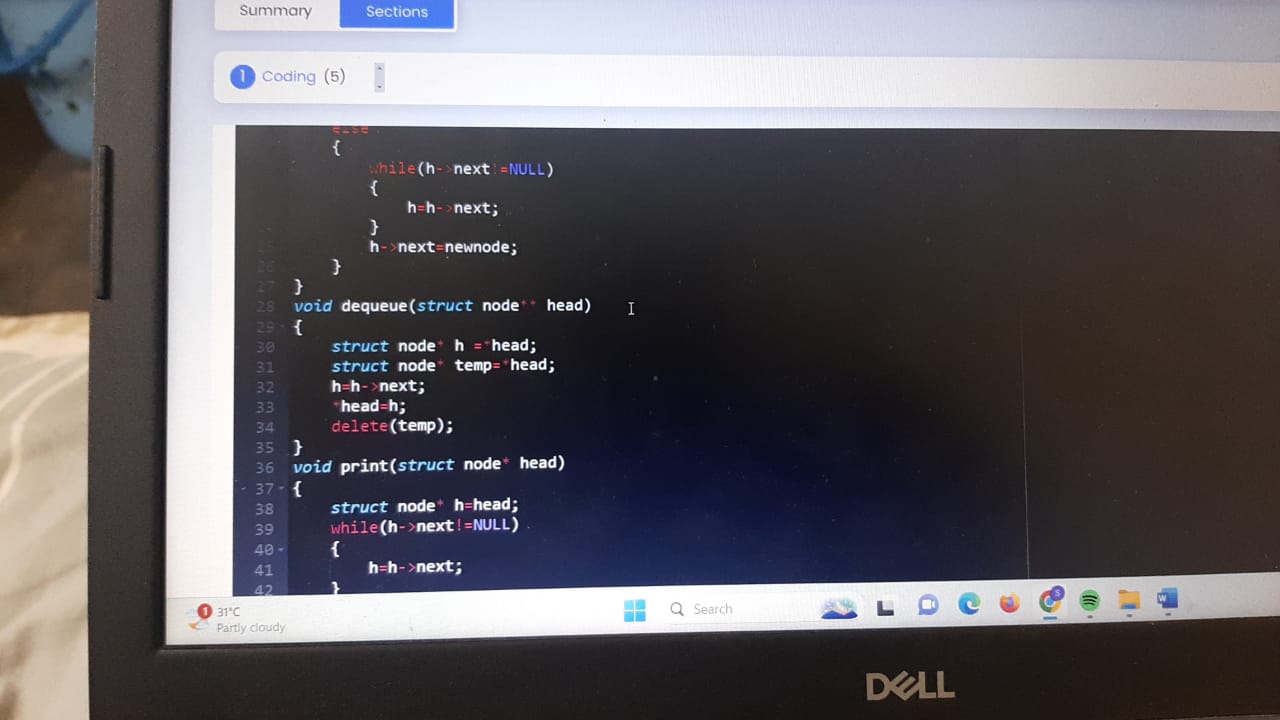 Summary Sections
1 Coding (5)
else
{
while(h->next!=NULL)
{
h=h->next;
}
h->next=newnode;
26 }
27 }
28 void dequeue(struct node** head)
29 {
30 struct node* h =*head;
31 struct node* temp=*head;
32 h=h->next;
33 *head=h;
34 delete(temp);
35 }
36 void print(struct node* head)
37 {
38 struct node* h=head;
39 while(h->next!=NULL)
40 {
41 h=h->next;
42 }
1 31°C
Partly cloudy
Search
S
W
DELL